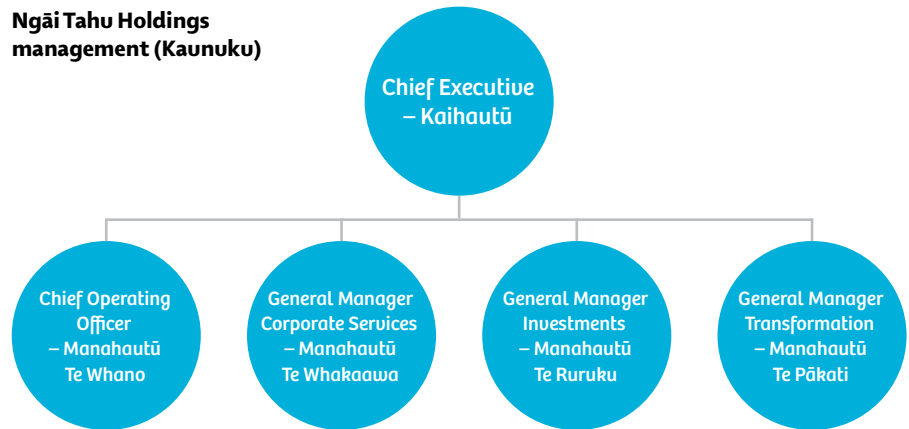 Ngāi Tahu Holdings
management (Kaunuku)
Chief Executive
– Kaihautū
Chief Operating
Officer
– Manahautū
Te Whano
General Manager
Corporate Services
– Manahautū
Te Whakaawa
General Manager
Investments
– Manahautū
Te Ruruku
General Manager
Transformation
– Manahautū
Te Pākati